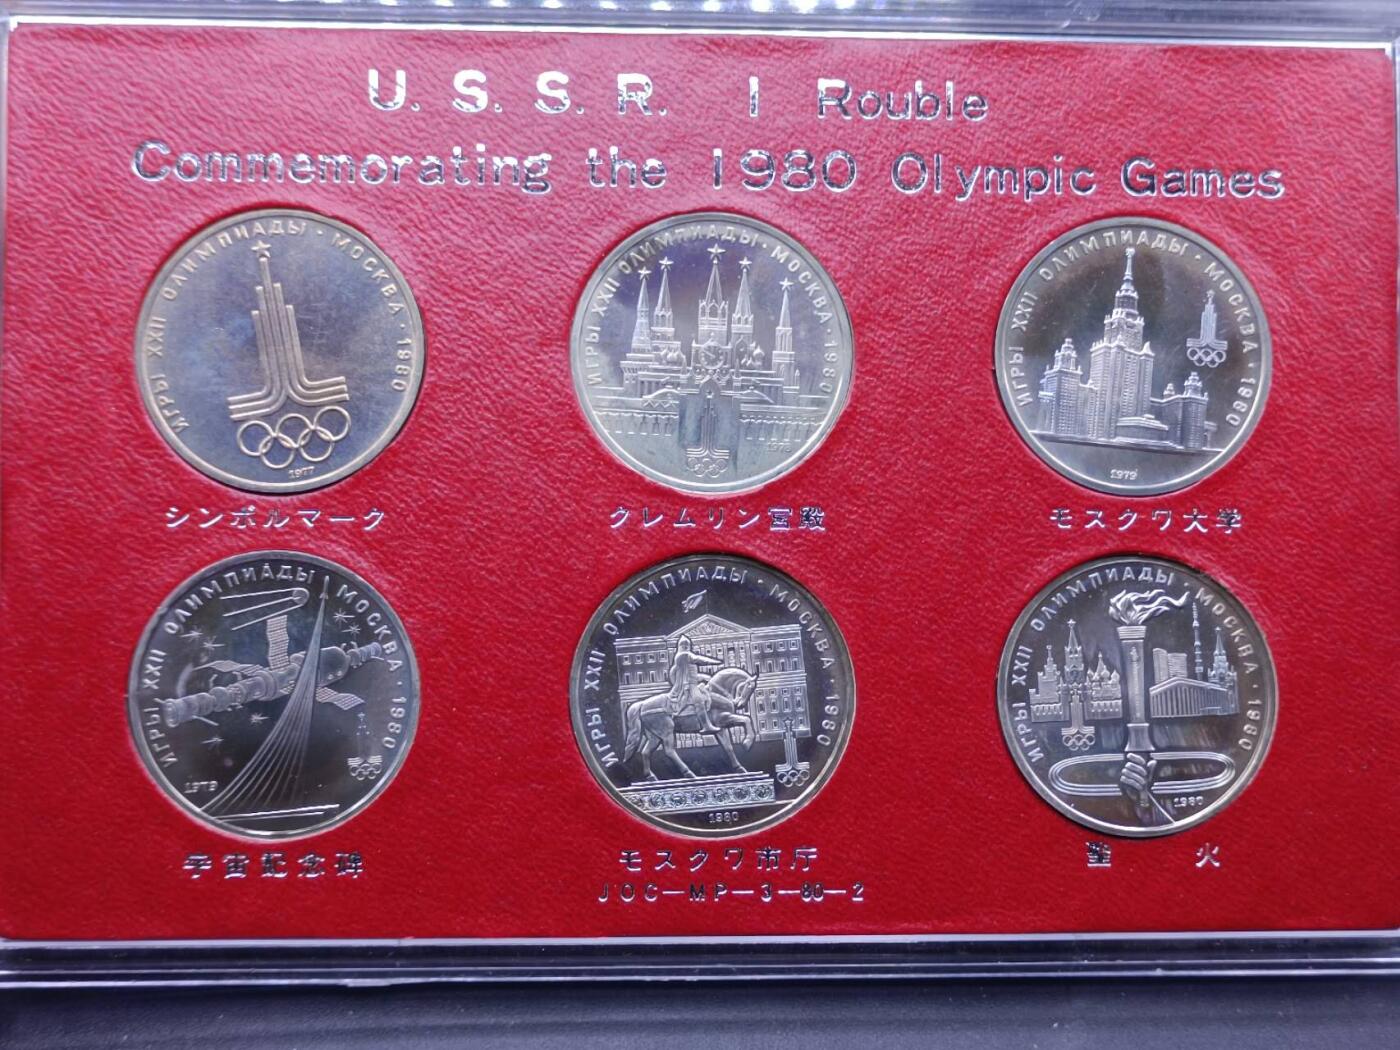 U. S. S. R. 1 Rouble
Commemorating the 1980 Olympic Games
ИГРЫ XXII ОЛИМПИАДЫ · МОСКВА · 1980
1977
シンボルマーク
ИГРЫ XXII ОЛИМПИАДЫ · МОСКВА · 1980
1978
クレムリン宮殿
ИГРЫ XXII ОЛИМПИАДЫ · МОСКВА · 1980
1979
モスクワ大学
ИГРЫ XXII ОЛИМПИАДЫ МОСКВА · 1980
1979
宇宙記念碑
ИГРЫ XXII ОЛИМПИАДЫ · МОСКВА · 1980
1980
モスクワ市庁
ИГРЫ XXII ОЛИМПИАДЫ · МОСКВА · 1980
1980
聖火
JOC-MP-3-80-2